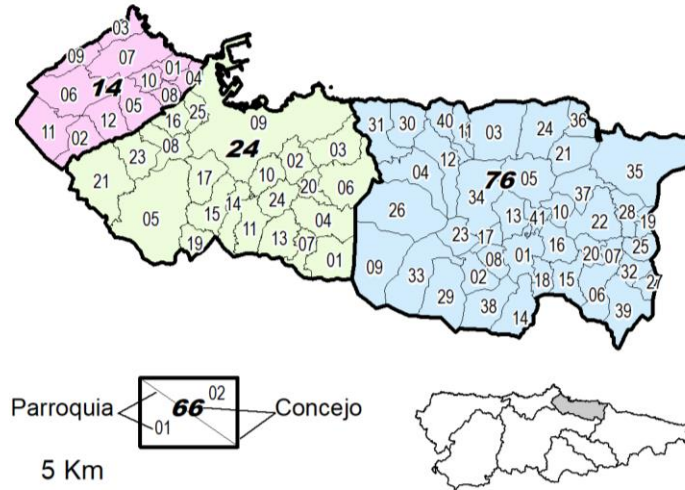 03
09 07 01
06 14 10 04
08
11 12 05
02
16 25 09
23 08 24
21 17 10 02 03
20 06
05 15 14 24 04
11 13 07
19 01
31 30 40 11 03 24 36
12 21 35
04 76 05
34 37
26 13 41 10 22 28 19
23 17 16 25
09 33 08 01 20 07
02 18 15 32 27
29 38 06 39
14
Parroquia 66 02 Concejo
01
5 Km